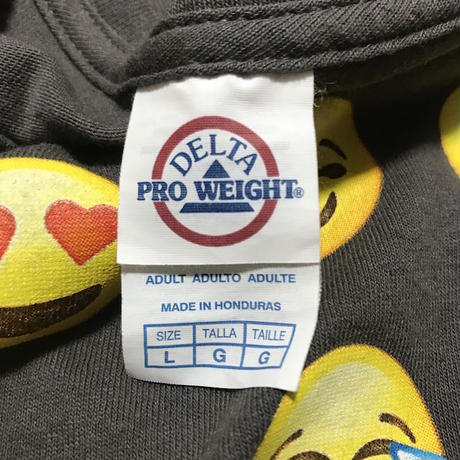 DELTA
PRO WEIGHT®
ADULT ADULTO ADULTE
MADE IN HONDURAS
SIZE TALLA TAILLE
L G G